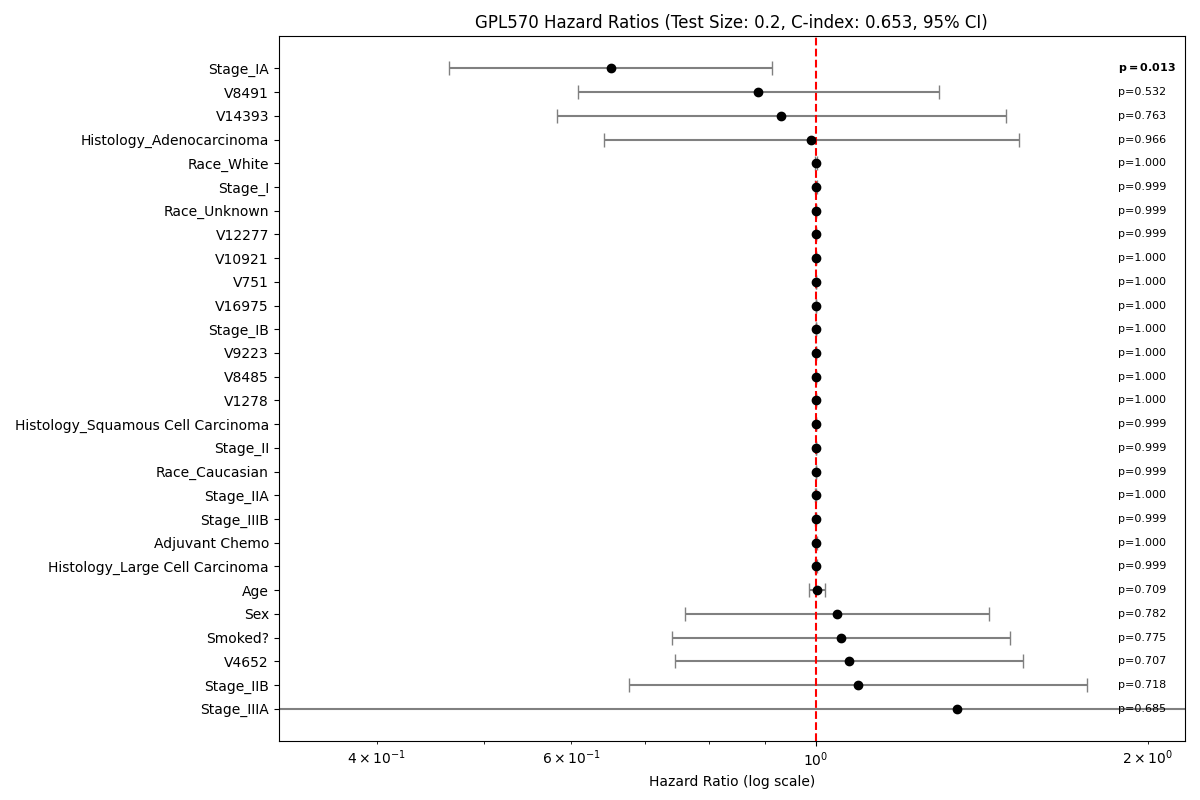 GPL570 Hazard Ratios (Test Size: 0.2, C-index: 0.653, 95% CI)
Stage_IA p=0.013
V8491 p=0.532
V14393 p=0.763
Histology_Adenocarcinoma p=0.966
Race_White p=1.000
Stage_I p=0.999
Race_Unknown p=0.999
V12277 p=0.999
V10921 p=1.000
V751 p=1.000
V16975 p=1.000
Stage_IB p=1.000
V9223 p=1.000
V8485 p=1.000
V1278 p=1.000
Histology_Squamous Cell Carcinoma p=0.999
Stage_II p=0.999
Race_Caucasian p=0.999
Stage_IIA p=1.000
Stage_IIIB p=0.999
Adjuvant Chemo p=1.000
Histology_Large Cell Carcinoma p=0.999
Age p=0.709
Sex p=0.782
Smoked? p=0.775
V4652 p=0.707
Stage_IIB p=0.718
Stage_IIIA p=0.685
4 × 10⁻¹ 6 × 10⁻¹ 10⁰ 2 × 10⁰
Hazard Ratio (log scale)